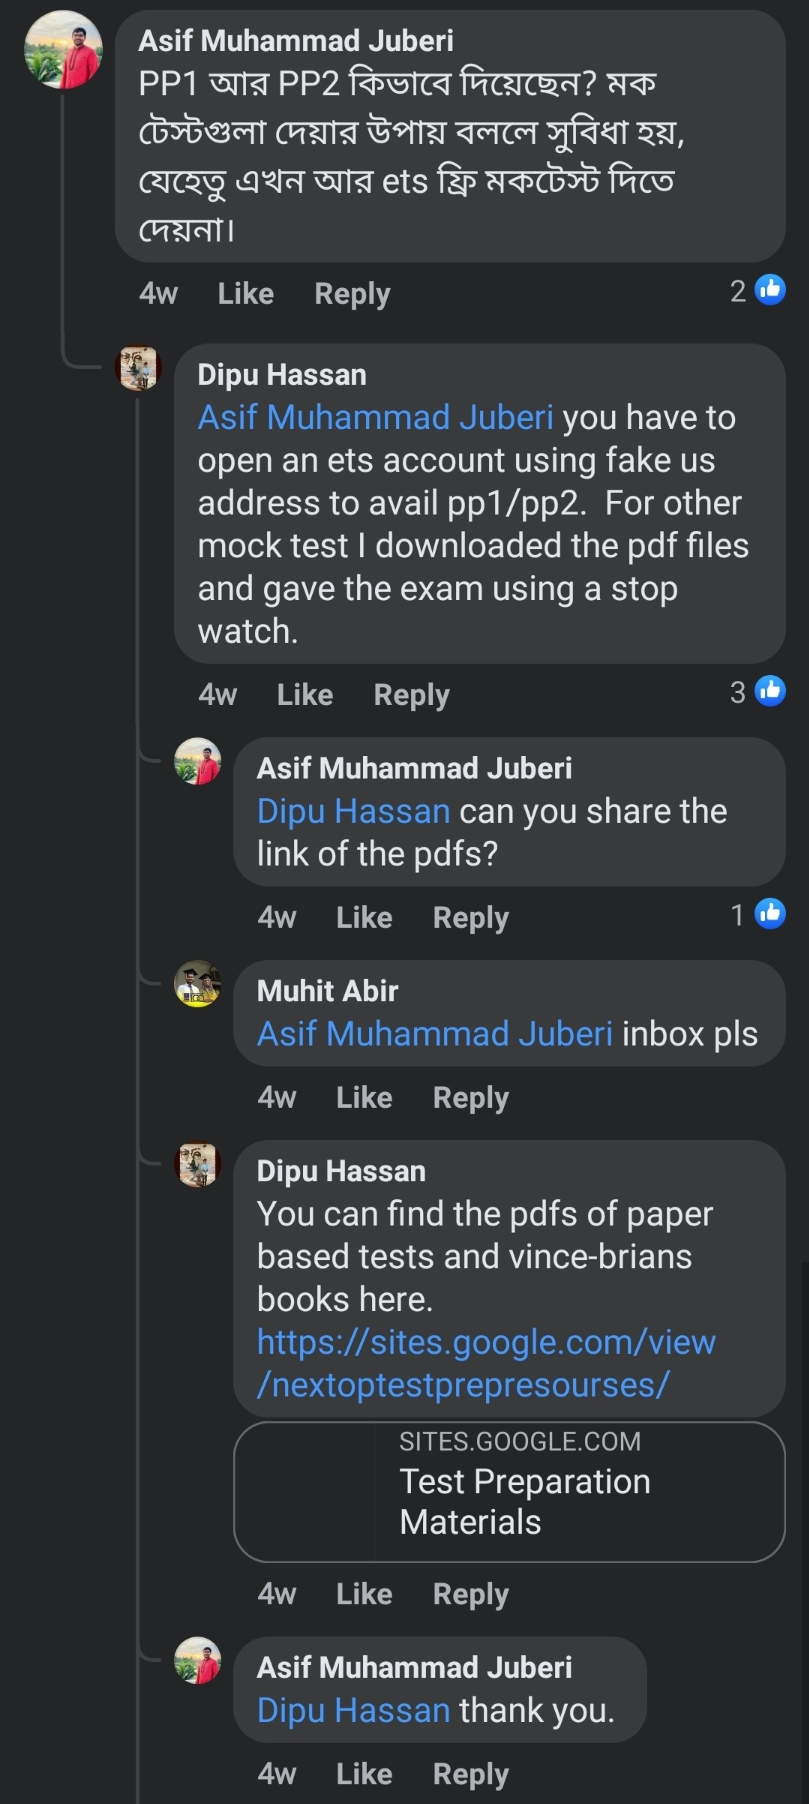 Asif Muhammad Juberi
PP1 আর PP2 কিভাবে দিয়েছেন? মক
টেস্টগুলা দেয়ার উপায় বললে সুবিধা হয়,
যেহেতু এখন আর ets ফ্রি মকটেস্ট দিতে
দেয়না।
4w Like Reply 2
Dipu Hassan
Asif Muhammad Juberi you have to
open an ets account using fake us
address to avail pp1/pp2. For other
mock test I downloaded the pdf files
and gave the exam using a stop
watch.
4w Like Reply 3
Asif Muhammad Juberi
Dipu Hassan can you share the
link of the pdfs?
4w Like Reply 1
Muhit Abir
Asif Muhammad Juberi inbox pls
4w Like Reply
Dipu Hassan
You can find the pdfs of paper
based tests and vince-brians
books here.
https://sites.google.com/view
/nextoptestprepresourses/
SITES.GOOGLE.COM
Test Preparation
Materials
4w Like Reply
Asif Muhammad Juberi
Dipu Hassan thank you.
4w Like Reply